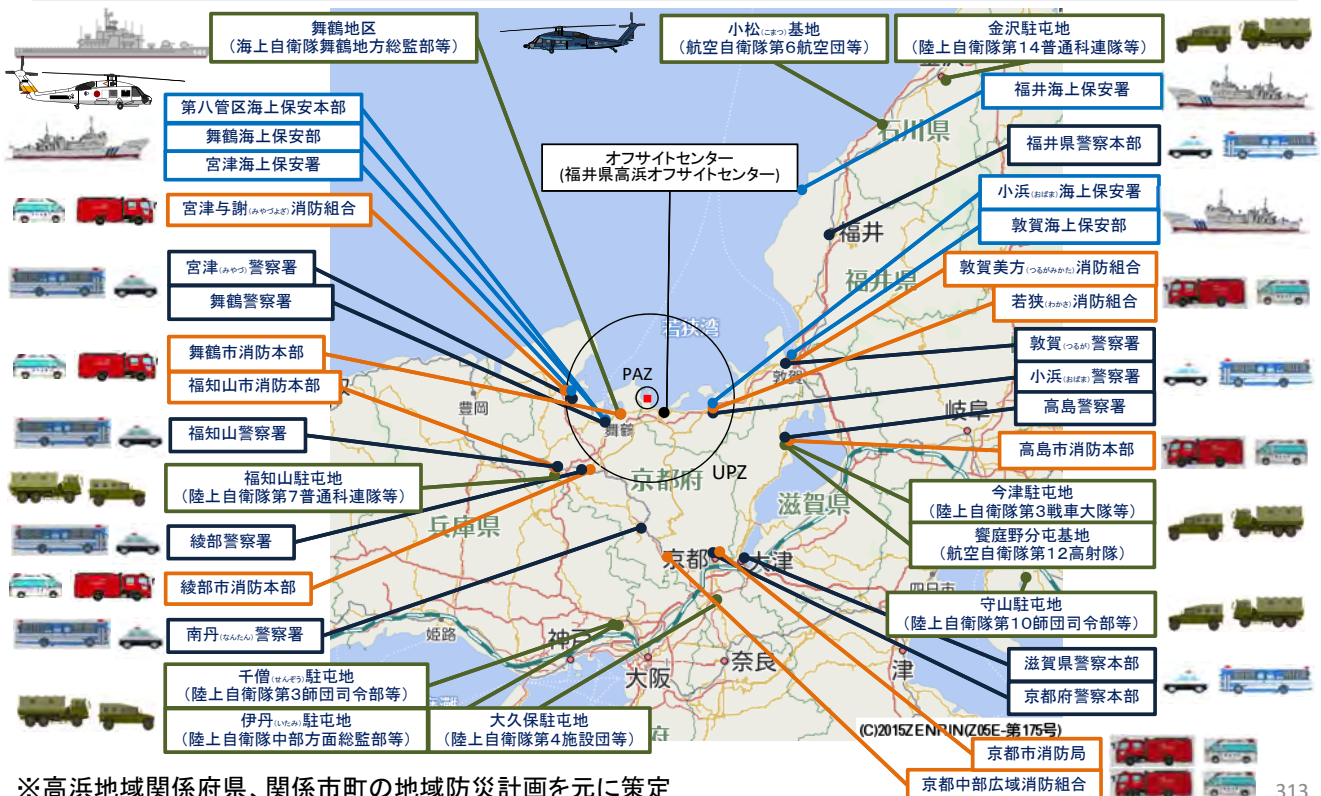 舞鶴地区
(海上自衛隊舞鶴地方総監部等)
小松(こまつ)基地
(航空自衛隊第6航空団等)
金沢駐屯地
(陸上自衛隊第14普通科連隊等)
第八管区海上保安本部
舞鶴海上保安部
宮津海上保安署
宮津与謝(みやづよざ)消防組合
宮津(みやづ)警察署
舞鶴警察署
舞鶴市消防本部
福知山市消防本部
福知山警察署
福知山駐屯地
(陸上自衛隊第7普通科連隊等)
綾部警察署
綾部市消防本部
南丹(なんたん)警察署
千僧(せんぞう)駐屯地
(陸上自衛隊第3師団司令部等)
伊丹(いたみ)駐屯地
(陸上自衛隊中部方面総監部等)
大久保駐屯地
(陸上自衛隊第4施設団等)
オフサイトセンター
(福井県高浜オフサイトセンター)
福井海上保安署
福井県警察本部
小浜(おばま)海上保安署
敦賀海上保安部
敦賀美方(つるがみかた)消防組合
若狭(わかさ)消防組合
敦賀(つるが)警察署
小浜(おばま)警察署
高島警察署
高島市消防本部
今津駐屯地
(陸上自衛隊第3戦車大隊等)
饗庭野分屯基地
(航空自衛隊第12高射隊)
守山駐屯地
(陸上自衛隊第10師団司令部等)
滋賀県警察本部
京都府警察本部
京都市消防局
京都中部広域消防組合
石川県
福井
福井県
若狭湾
PAZ
UPZ
敦賀
舞鶴
豊岡
岐阜
京都府
滋賀県
兵庫県
京都
大津
四日市
姫路
神戸
大阪
奈良
津
(C)2015ZENRIN(Z05E-第175号)
※高浜地域関係府県、関係市町の地域防災計画を元に策定
313